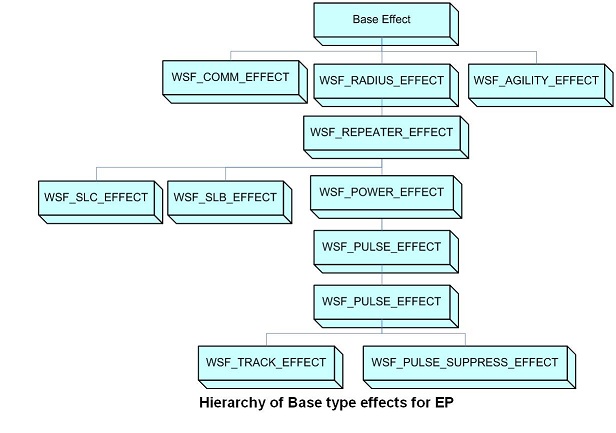 Base Effect
WSF_COMM_EFFECT
WSF_RADIUS_EFFECT
WSF_AGILITY_EFFECT
WSF_REPEATER_EFFECT
WSF_SLC_EFFECT
WSF_SLB_EFFECT
WSF_POWER_EFFECT
WSF_PULSE_EFFECT
WSF_PULSE_EFFECT
WSF_TRACK_EFFECT
WSF_PULSE_SUPPRESS_EFFECT
Hierarchy of Base type effects for EP